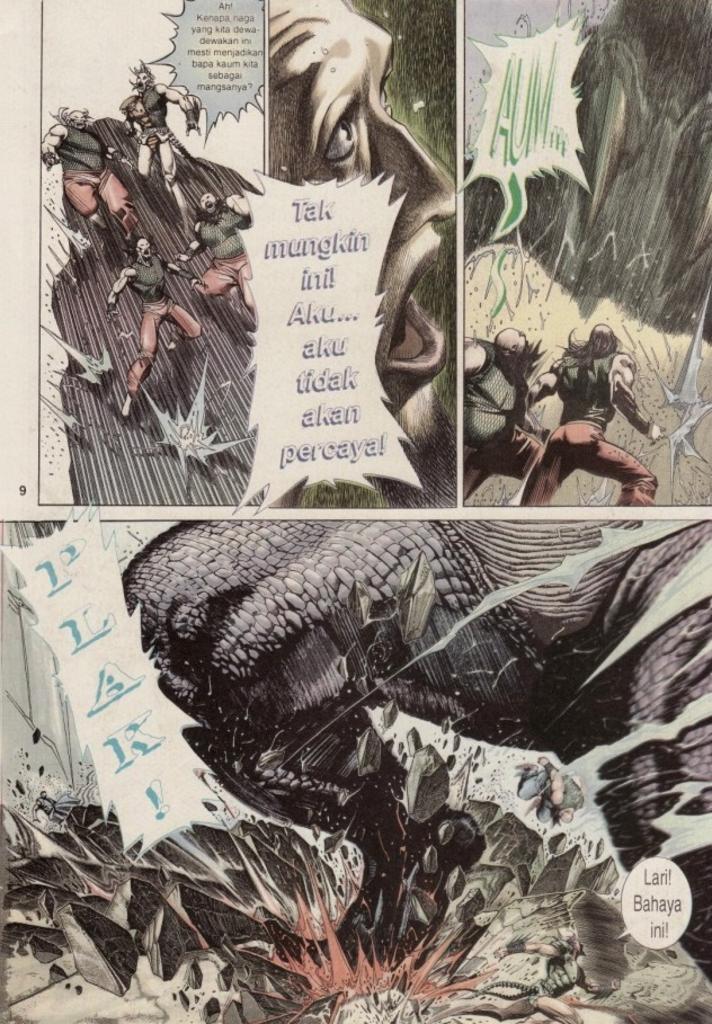 Ah!
Kenapa, naga
yang kita dewa-
dewakan ini
mesti menjadikan
bapa kaum kita
sebagai
mangsanya?
Tak
mungkin
ini!
Aku...
aku
tidak
akan
percaya!
AUM...
9
PLAK!
Lari!
Bahaya
ini!